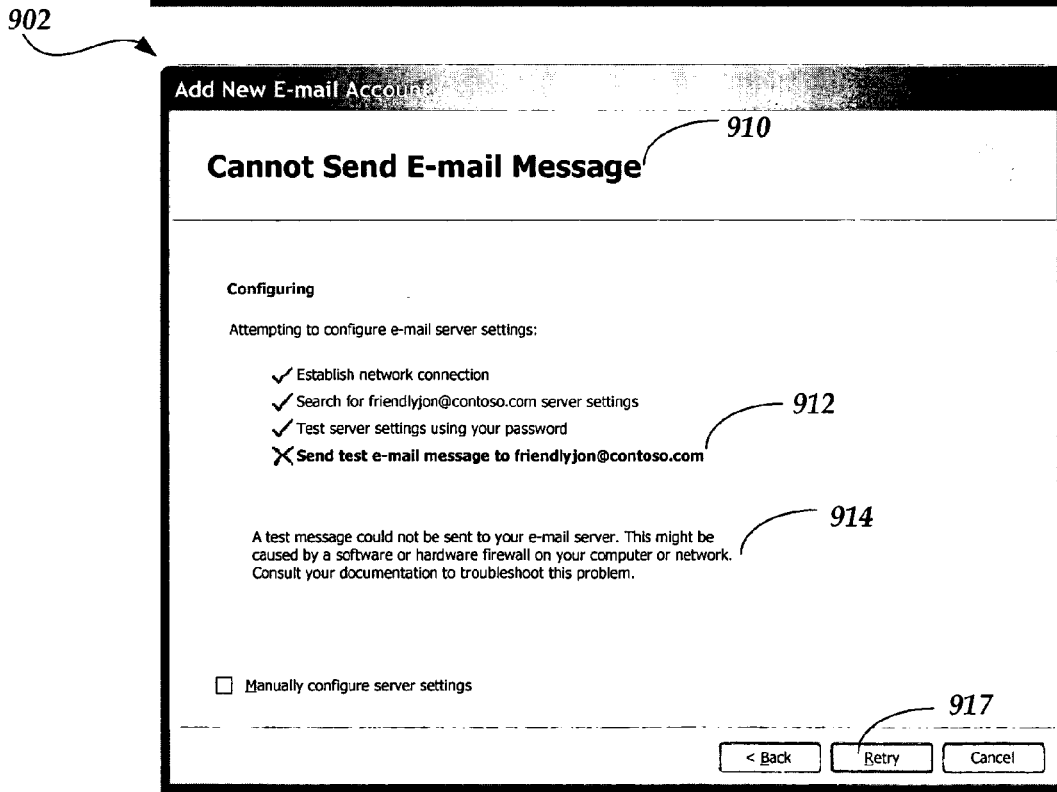 902
Add New E-mail Account
910
Cannot Send E-mail Message
Configuring
Attempting to configure e-mail server settings:
Establish network connection
Search for friendlyjon@contoso.com server settings
912
Test server settings using your password
Send test e-mail message to friendlyjon@contoso.com
914
A test message could not be sent to your e-mail server. This might be
caused by a software or hardware firewall on your computer or network.
Consult your documentation to troubleshoot this problem.
Manually configure server settings
917
< Back Retry Cancel